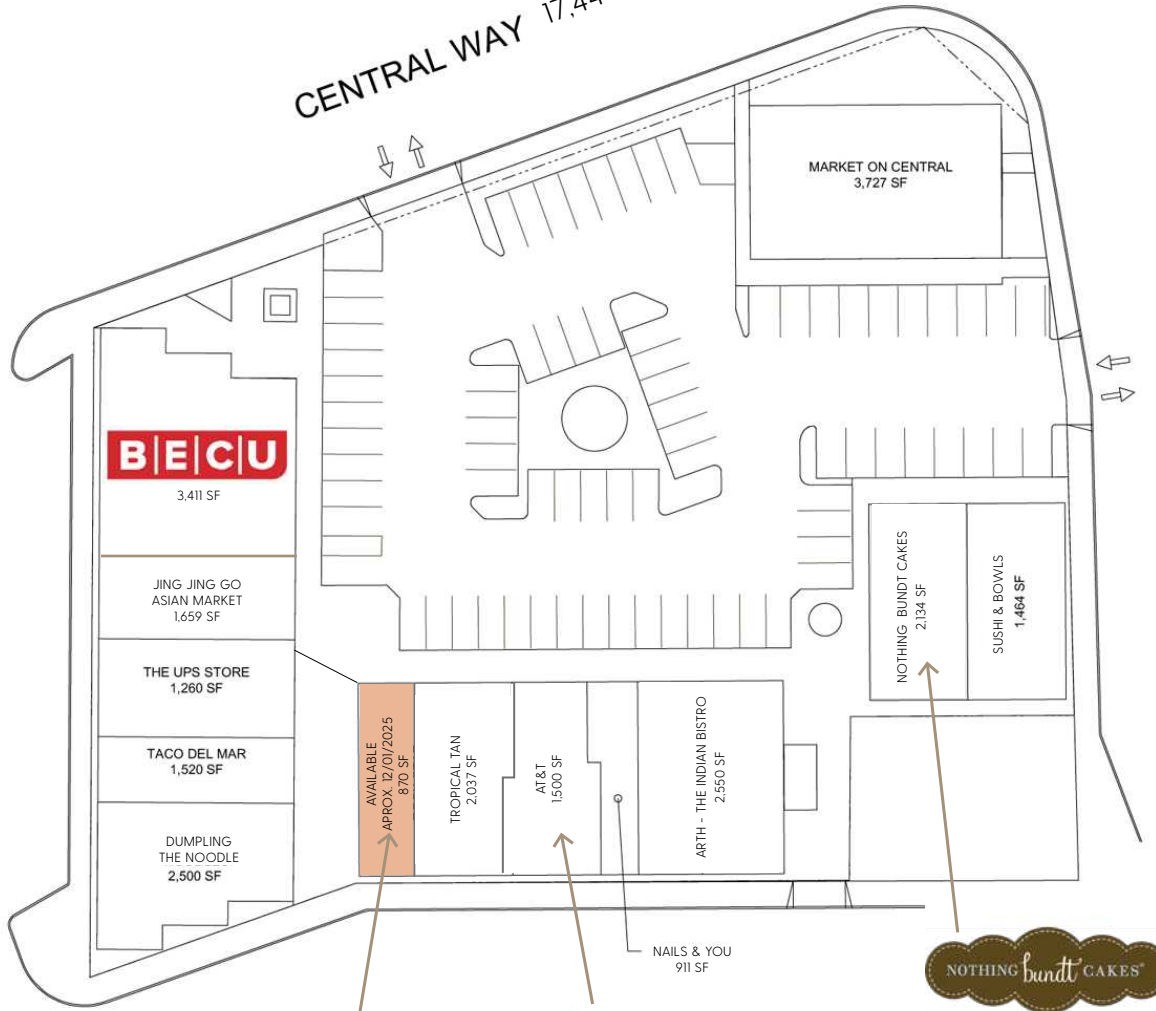 CENTRAL WAY
MARKET ON CENTRAL
3,727 SF
BECU
3,411 SF
JING JING GO
ASIAN MARKET
1,659 SF
THE UPS STORE
1,260 SF
TACO DEL MAR
1,520 SF
DUMPLING
THE NOODLE
2,500 SF
AVAILABLE
APROX. 12/01/2025
870 SF
TROPICAL TAN
2,037 SF
AT&T
1,500 SF
NAILS & YOU
911 SF
ARTH - THE INDIAN BISTRO
2,550 SF
NOTHING BUNDT CAKES
2,134 SF
SUSHI & BOWLS
1,464 SF
NOTHING bundt CAKES